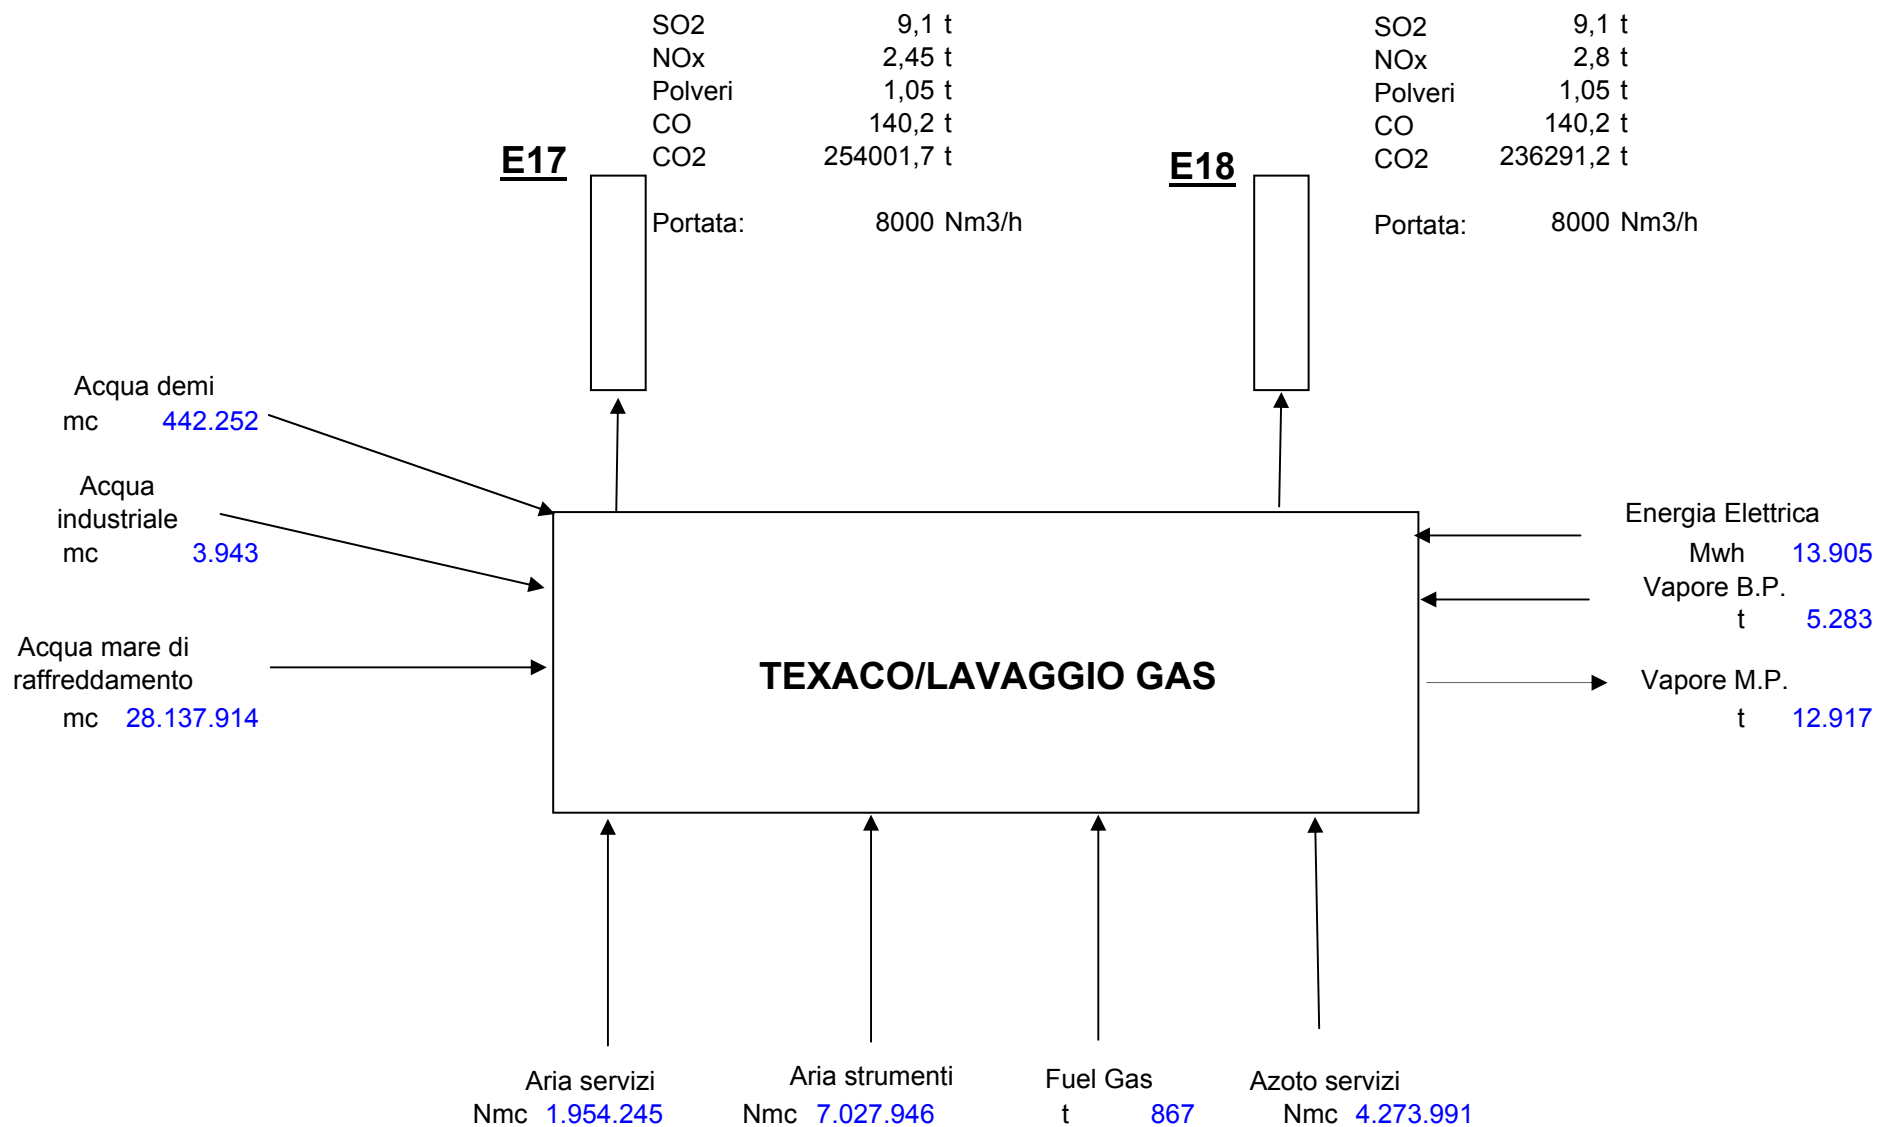 SO2 9,1 t
NOx 2,45 t
Polveri 1,05 t
CO 140,2 t
CO2 254001,7 t
E17
Portata: 8000 Nm3/h
SO2 9,1 t
NOx 2,8 t
Polveri 1,05 t
CO 140,2 t
CO2 236291,2 t
E18
Portata: 8000 Nm3/h
Acqua demi
mc 442.252
Acqua
industriale
mc 3.943
Acqua mare di
raffreddamento
mc 28.137.914
TEXACO/LAVAGGIO GAS
Energia Elettrica
Mwh 13.905
Vapore B.P.
t 5.283
Vapore M.P.
t 12.917
Aria servizi
Nmc 1.954.245
Aria strumenti
Nmc 7.027.946
Fuel Gas
t 867
Azoto servizi
Nmc 4.273.991